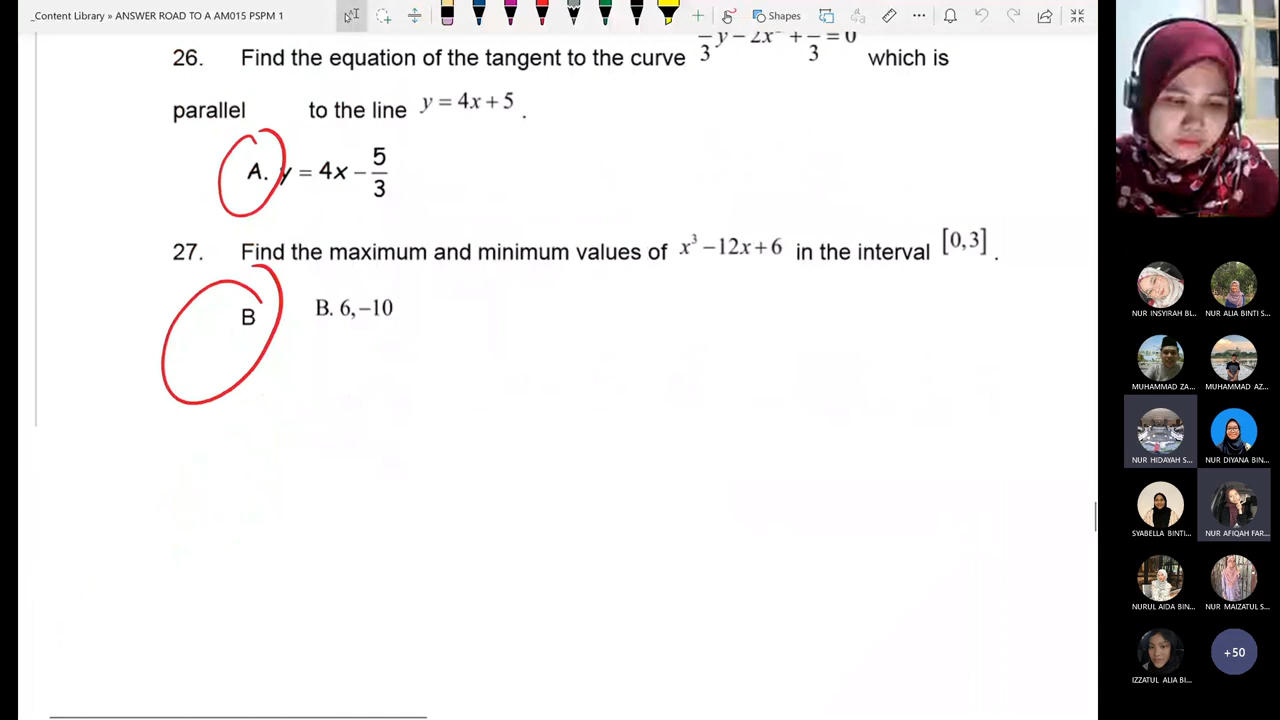 _Content Library » ANSWER ROAD TO A AM015 PSPM 1
Shapes
26. Find the equation of the tangent to the curve y − 2x + = 0 which is
3 3
parallel to the line y = 4x + 5 .
A. y = 4x − 5/3
27. Find the maximum and minimum values of x³ −12x + 6 in the interval [0,3] .
B B. 6, −10
NUR INSYIRAH BI...
NUR ALIA BINTI S...
MUHAMMAD ZA...
MUHAMMAD AZ...
NUR HIDAYAH S...
NUR DIYANA BIN...
SYABELLA BINTI...
NUR AFIQAH FAR...
NURUL AIDA BIN...
NUR MAIZATUL S...
IZZATUL ALIA BI...
+50